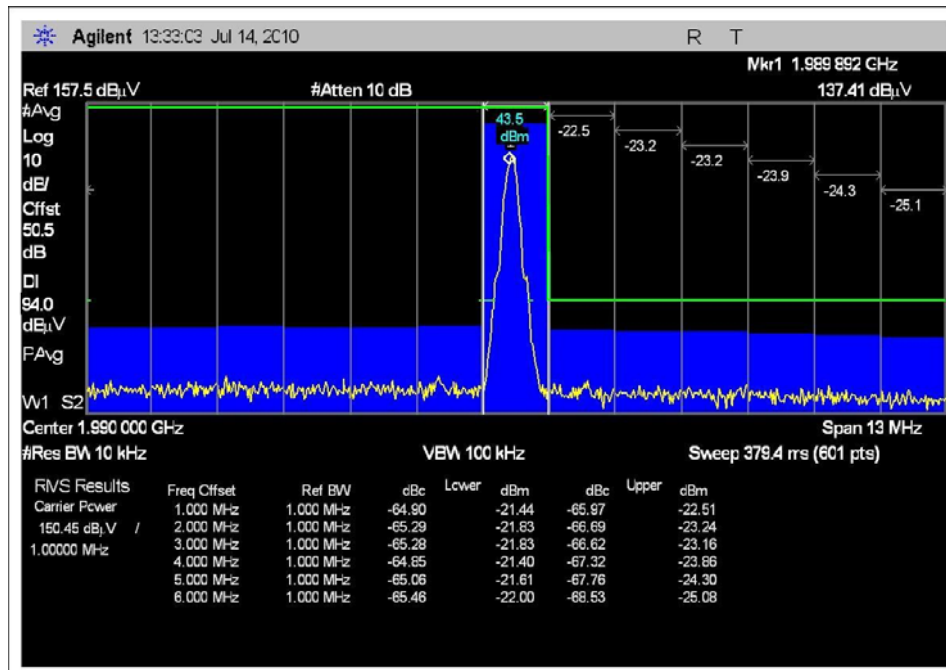 Agilent 13:33:03 Jul 14, 2010 R T
Mkr1 1.989 892 GHz
Ref 157.5 dBµV #Atten 10 dB 137.41 dBµV
#Avg
Log
10
dB/
Offst
50.5
dB
DI
94.0
dBµV
PAvg
W1 S2
43.5
dBm
-22.5
-23.2
-23.2
-23.9
-24.3
-25.1
Center 1.990 000 GHz Span 13 MHz
#Res BW 10 kHz VBW 100 kHz Sweep 379.4 ms (601 pts)
RMS Results Freq Offset Ref BW dBc Lower dBm dBc Upper dBm
Carrier Power 1.000 MHz 1.000 MHz -64.90 -21.44 -65.97 -22.51
150.45 dBµV / 2.000 MHz 1.000 MHz -65.29 -21.83 -66.69 -23.24
1.00000 MHz 3.000 MHz 1.000 MHz -65.28 -21.83 -66.62 -23.16
4.000 MHz 1.000 MHz -64.85 -21.40 -67.32 -23.86
5.000 MHz 1.000 MHz -65.06 -21.61 -67.76 -24.30
6.000 MHz 1.000 MHz -65.46 -22.00 -68.53 -25.08